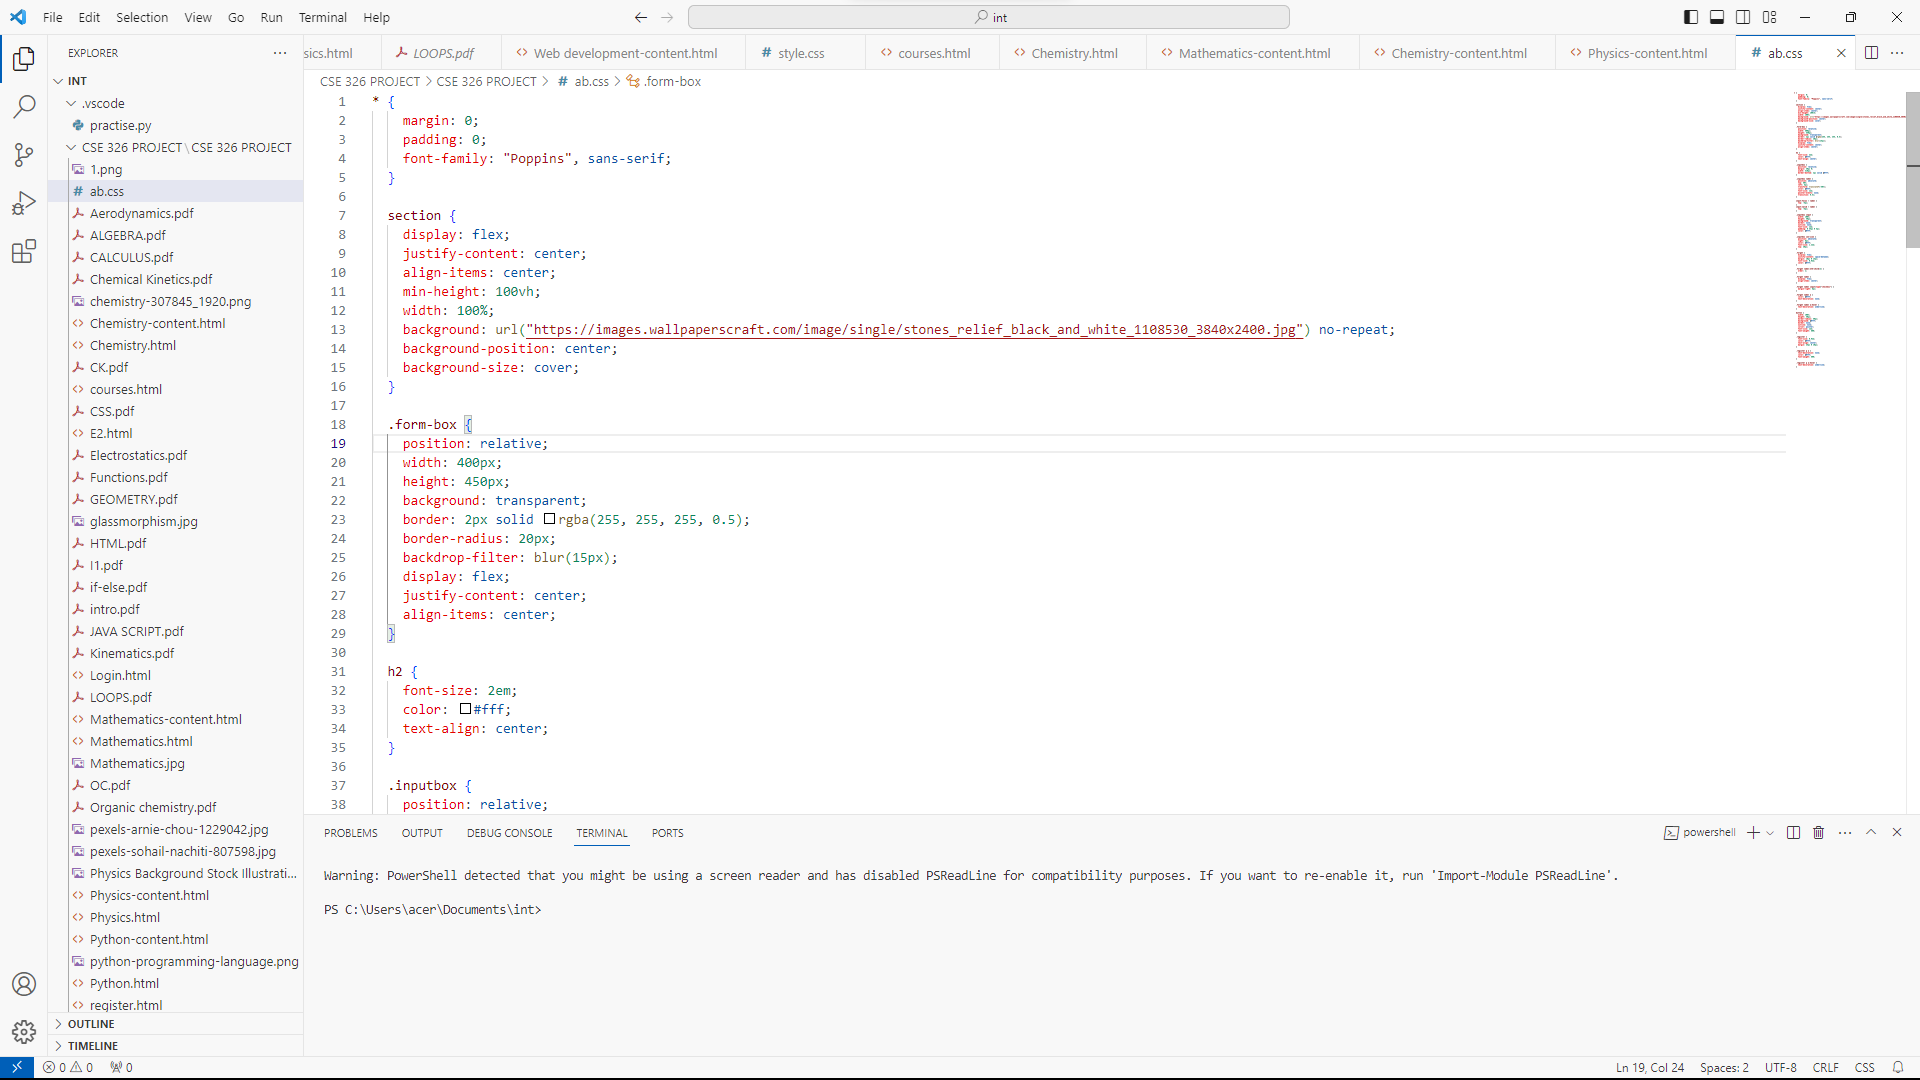 File Edit Selection View Go Run Terminal Help
int
EXPLORER
INT
.vscode
practise.py
CSE 326 PROJECT \ CSE 326 PROJECT
1.png
ab.css
Aerodynamics.pdf
ALGEBRA.pdf
CALCULUS.pdf
Chemical Kinetics.pdf
chemistry-307845_1920.png
Chemistry-content.html
Chemistry.html
CK.pdf
courses.html
CSS.pdf
E2.html
Electrostatics.pdf
Functions.pdf
GEOMETRY.pdf
glassmorphism.jpg
HTML.pdf
I1.pdf
if-else.pdf
intro.pdf
JAVA SCRIPT.pdf
Kinematics.pdf
Login.html
LOOPS.pdf
Mathematics-content.html
Mathematics.html
Mathematics.jpg
OC.pdf
Organic chemistry.pdf
pexels-arnie-chou-1229042.jpg
pexels-sohail-nachiti-807598.jpg
Physics Background Stock Illustrati...
Physics-content.html
Physics.html
Python-content.html
python-programming-language.png
Python.html
register.html
OUTLINE
TIMELINE
sics.html LOOPS.pdf Web development-content.html # style.css courses.html Chemistry.html Mathematics-content.html Chemistry-content.html Physics-content.html # ab.css
CSE 326 PROJECT > CSE 326 PROJECT > # ab.css > .form-box
1 * {
2 margin: 0;
3 padding: 0;
4 font-family: "Poppins", sans-serif;
5 }
6
7 section {
8 display: flex;
9 justify-content: center;
10 align-items: center;
11 min-height: 100vh;
12 width: 100%;
13 background: url("https://images.wallpaperscraft.com/image/single/stones_relief_black_and_white_1108530_3840x2400.jpg") no-repeat;
14 background-position: center;
15 background-size: cover;
16 }
17
18 .form-box {
19 position: relative;
20 width: 400px;
21 height: 450px;
22 background: transparent;
23 border: 2px solid rgba(255, 255, 255, 0.5);
24 border-radius: 20px;
25 backdrop-filter: blur(15px);
26 display: flex;
27 justify-content: center;
28 align-items: center;
29 }
30
31 h2 {
32 font-size: 2em;
33 color: #fff;
34 text-align: center;
35 }
36
37 .inputbox {
38 position: relative;
PROBLEMS OUTPUT DEBUG CONSOLE TERMINAL PORTS
powershell
Warning: PowerShell detected that you might be using a screen reader and has disabled PSReadLine for compatibility purposes. If you want to re-enable it, run 'Import-Module PSReadLine'.
PS C:\Users\acer\Documents\int>
0 0 0
Ln 19, Col 24 Spaces: 2 UTF-8 CRLF CSS